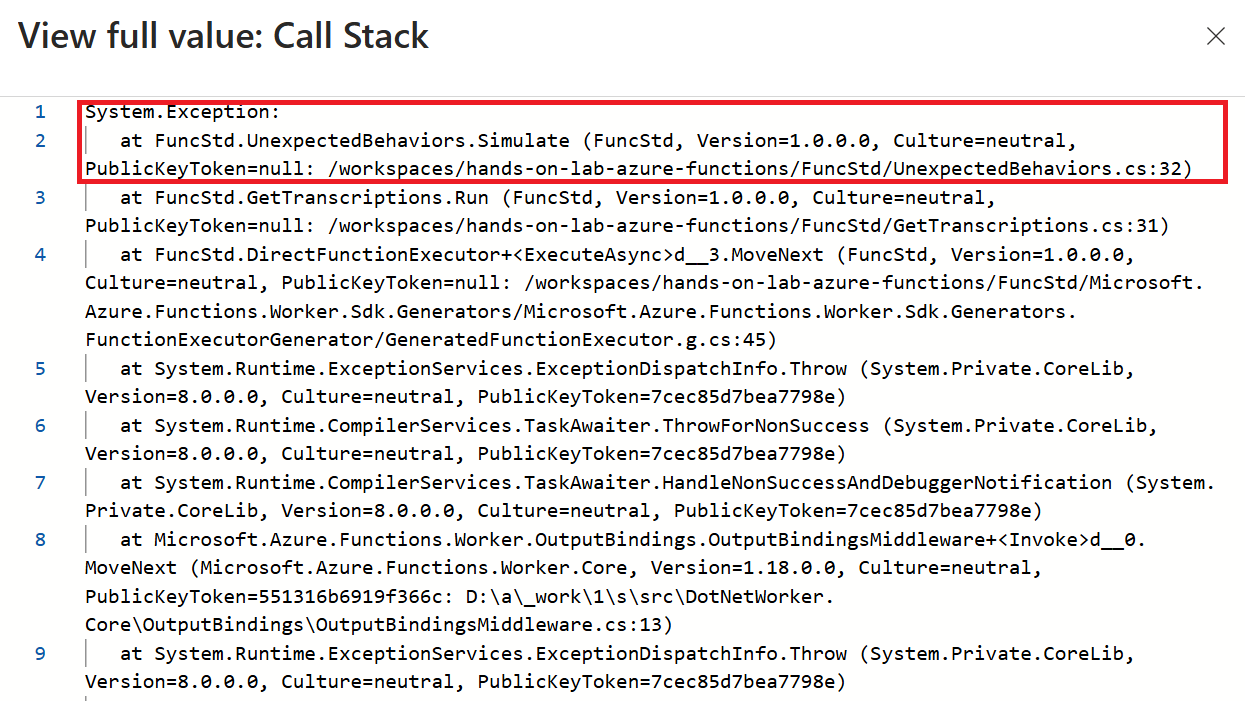 View full value: Call Stack
1 System.Exception:
2 at FuncStd.UnexpectedBehaviors.Simulate (FuncStd, Version=1.0.0.0, Culture=neutral,
PublicKeyToken=null: /workspaces/hands-on-lab-azure-functions/FuncStd/UnexpectedBehaviors.cs:32)
3 at FuncStd.GetTranscriptions.Run (FuncStd, Version=1.0.0.0, Culture=neutral,
PublicKeyToken=null: /workspaces/hands-on-lab-azure-functions/FuncStd/GetTranscriptions.cs:31)
4 at FuncStd.DirectFunctionExecutor+<ExecuteAsync>d__3.MoveNext (FuncStd, Version=1.0.0.0,
Culture=neutral, PublicKeyToken=null: /workspaces/hands-on-lab-azure-functions/FuncStd/Microsoft.
Azure.Functions.Worker.Sdk.Generators/Microsoft.Azure.Functions.Worker.Sdk.Generators.
FunctionExecutorGenerator/GeneratedFunctionExecutor.g.cs:45)
5 at System.Runtime.ExceptionServices.ExceptionDispatchInfo.Throw (System.Private.CoreLib,
Version=8.0.0.0, Culture=neutral, PublicKeyToken=7cec85d7bea7798e)
6 at System.Runtime.CompilerServices.TaskAwaiter.ThrowForNonSuccess (System.Private.CoreLib,
Version=8.0.0.0, Culture=neutral, PublicKeyToken=7cec85d7bea7798e)
7 at System.Runtime.CompilerServices.TaskAwaiter.HandleNonSuccessAndDebuggerNotification (System.
Private.CoreLib, Version=8.0.0.0, Culture=neutral, PublicKeyToken=7cec85d7bea7798e)
8 at Microsoft.Azure.Functions.Worker.OutputBindings.OutputBindingsMiddleware+<Invoke>d__0.
MoveNext (Microsoft.Azure.Functions.Worker.Core, Version=1.18.0.0, Culture=neutral,
PublicKeyToken=551316b6919f366c: D:\a\_work\1\s\src\DotNetWorker.
Core\OutputBindings\OutputBindingsMiddleware.cs:13)
9 at System.Runtime.ExceptionServices.ExceptionDispatchInfo.Throw (System.Private.CoreLib,
Version=8.0.0.0, Culture=neutral, PublicKeyToken=7cec85d7bea7798e)